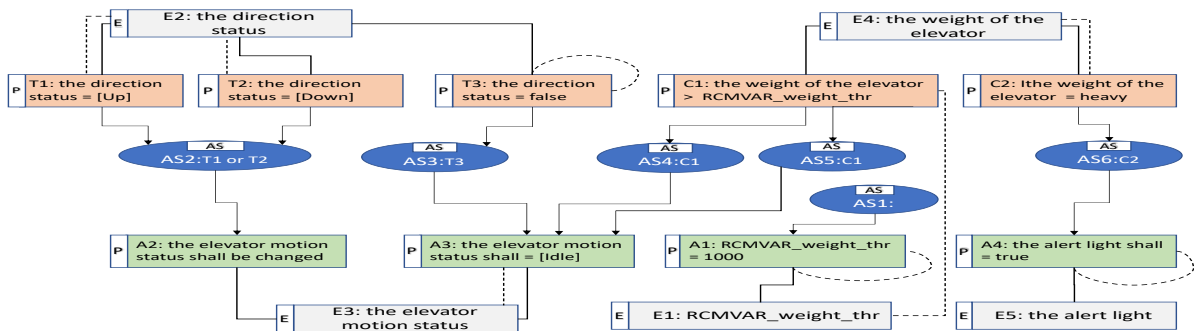 E
E2: the direction
status
E
E4: the weight of the
elevator
P
T1: the direction
status = [Up]
P
T2: the direction
status = [Down]
P
T3: the direction
status = false
P
C1: the weight of the elevator
> RCMVAR_weight_thr
P
C2: Ithe weight of the
elevator = heavy
AS
AS2:T1 or T2
AS
AS3:T3
AS
AS4:C1
AS
AS5:C1
AS
AS6:C2
AS
AS1:
P
A2: the elevator motion
status shall be changed
P
A3: the elevator motion
status shall = [Idle]
P
A1: RCMVAR_weight_thr
= 1000
P
A4: the alert light shall
= true
E
E3: the elevator
motion status
E
E1: RCMVAR_weight_thr
E
E5: the alert light